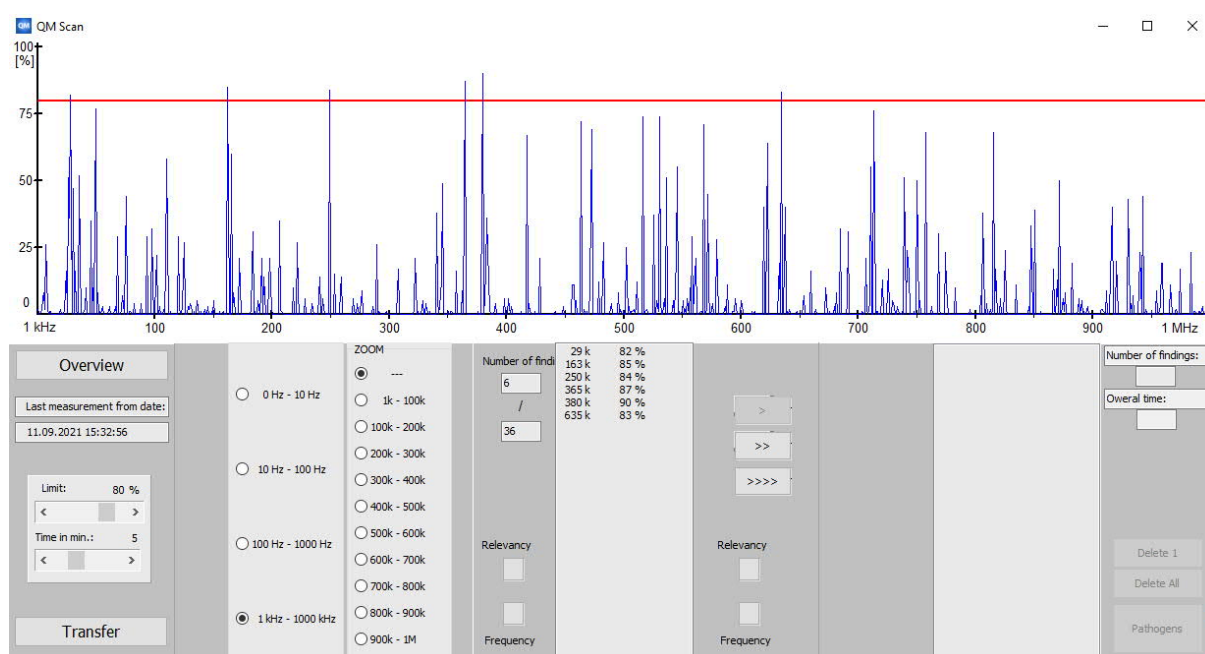 QM QM Scan
100
[%]
75
50
25
0
1 kHz 100 200 300 400 500 600 700 800 900 1 MHz
Overview
Last measurement from date:
11.09.2021 15:32:56
Limit: 80 %
< >
Time in min.: 5
< >
Transfer
0 Hz - 10 Hz
10 Hz - 100 Hz
100 Hz - 1000 Hz
1 kHz - 1000 kHz
ZOOM
---
1k - 100k
100k - 200k
200k - 300k
300k - 400k
400k - 500k
500k - 600k
600k - 700k
700k - 800k
800k - 900k
900k - 1M
Number of findi
6
/
36
Relevancy
Frequency
29 k 82 %
163 k 85 %
250 k 84 %
365 k 87 %
380 k 90 %
635 k 83 %
>
>>
>>>>
Relevancy
Frequency
Number of findings:
Oweral time:
Delete 1
Delete All
Pathogens